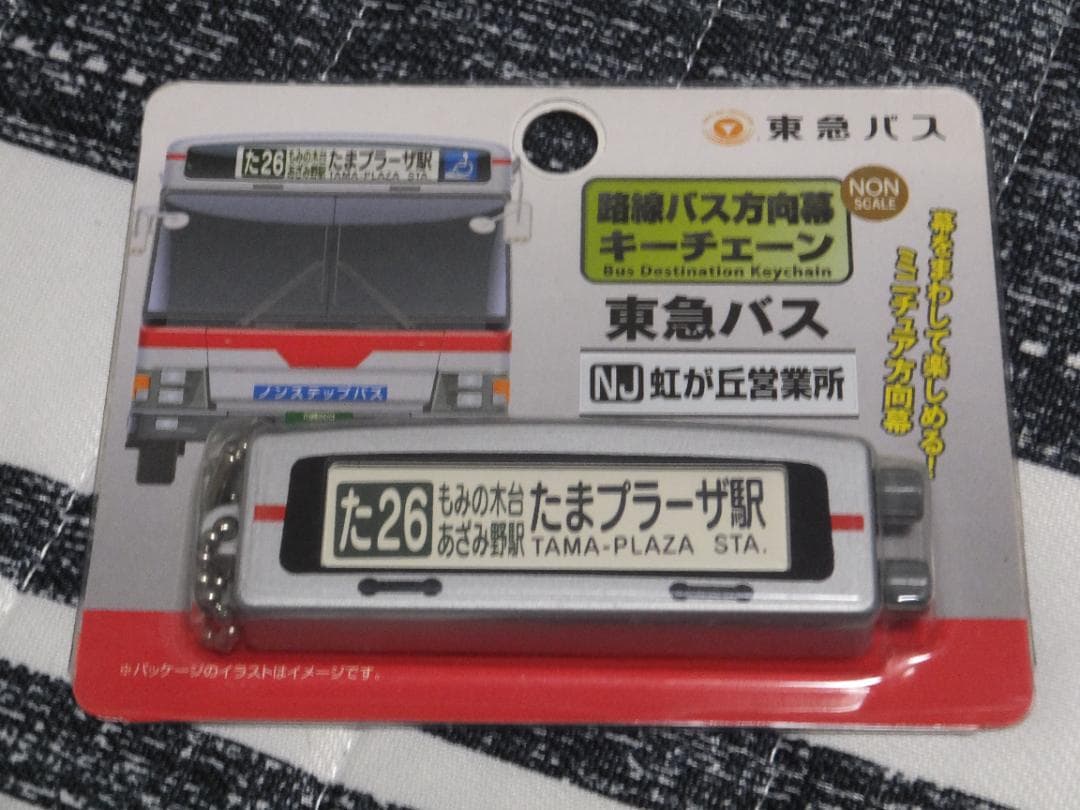 東急バス
NON
SCALE
路線バス方向幕
キーチェーン
Bus Destination Keychain
東急バス
NJ 虹が丘営業所
幕をまわして楽しめる!
ミニチュア方向幕
た26 もみの木台 あざみ野駅 たまプラーザ駅
TAMA-PLAZA STA.
ノンステップバス
た26 もみの木台 あざみ野駅 たまプラーザ駅
TAMA-PLAZA STA.
※パッケージのイラストはイメージです。